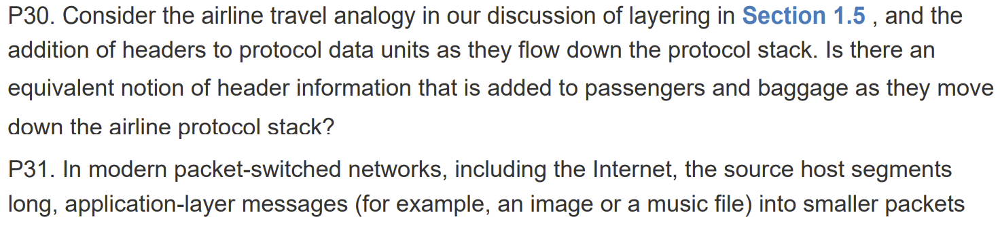 P30. Consider the airline travel analogy in our discussion of layering in Section 1.5 , and the
addition of headers to protocol data units as they flow down the protocol stack. Is there an
equivalent notion of header information that is added to passengers and baggage as they move
down the airline protocol stack?
P31. In modern packet-switched networks, including the Internet, the source host segments
long, application-layer messages (for example, an image or a music file) into smaller packets